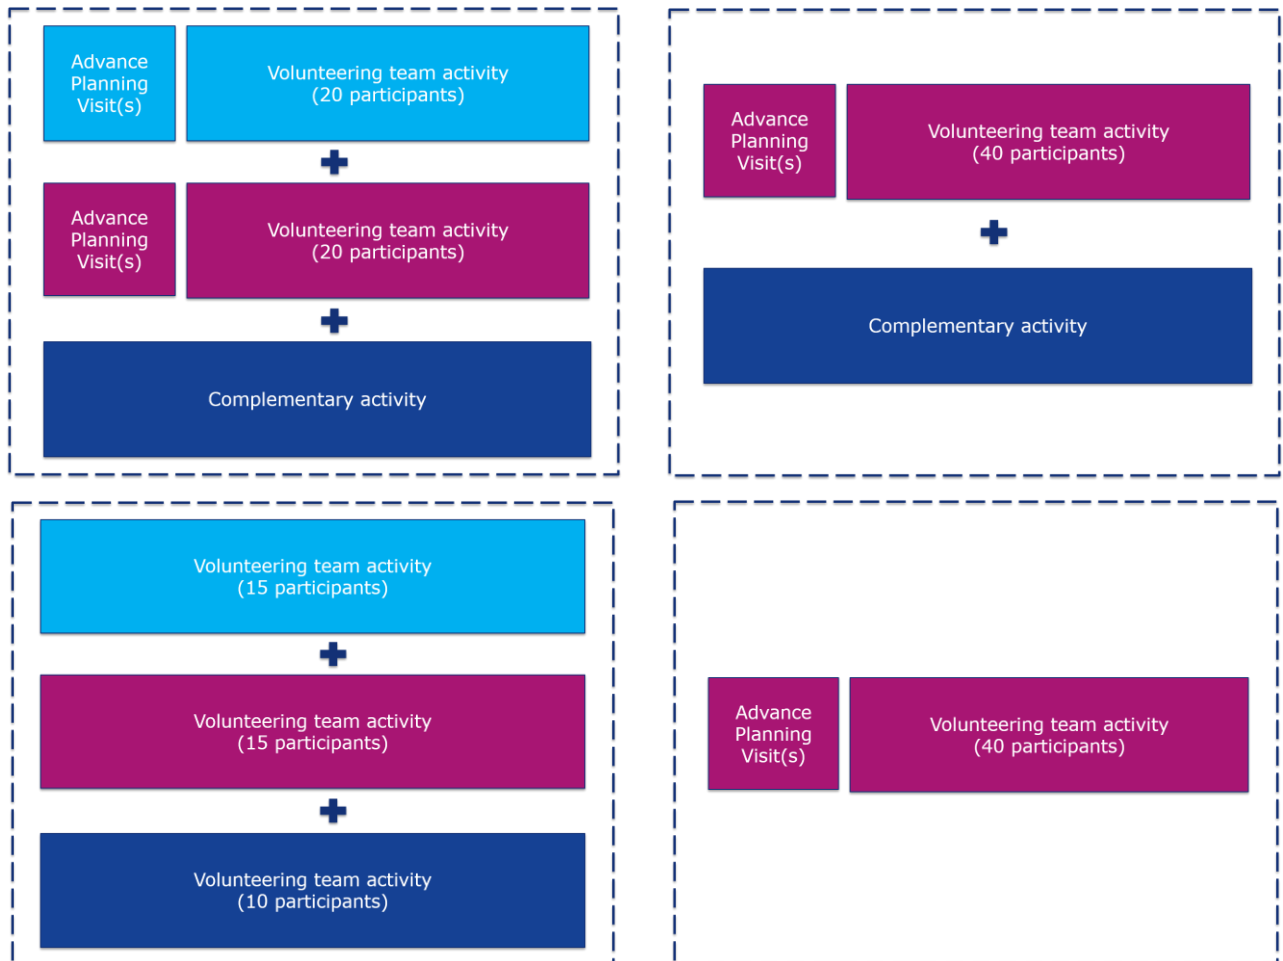 Advance
Planning
Visit(s)
Volunteering team activity
(20 participants)
Advance
Planning
Visit(s)
Volunteering team activity
(20 participants)
Complementary activity
Advance
Planning
Visit(s)
Volunteering team activity
(40 participants)
Complementary activity
Volunteering team activity
(15 participants)
Volunteering team activity
(15 participants)
Volunteering team activity
(10 participants)
Advance
Planning
Visit(s)
Volunteering team activity
(40 participants)